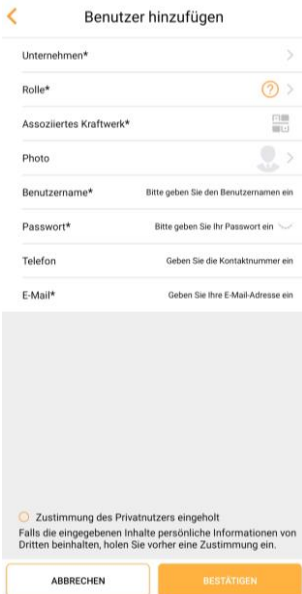 Benutzer hinzufügen
Unternehmen*
Rolle*
Assoziiertes Kraftwerk*
Photo
Benutzername* Bitte geben Sie den Benutzernamen ein
Passwort* Bitte geben Sie Ihr Passwort ein
Telefon Geben Sie die Kontaktnummer ein
E-Mail* Geben Sie Ihre E-Mail-Adresse ein
Zustimmung des Privatnutzers eingeholt
Falls die eingegebenen Inhalte persönliche Informationen von
Dritten beinhalten, holen Sie vorher eine Zustimmung ein.
ABBRECHEN BESTÄTIGEN